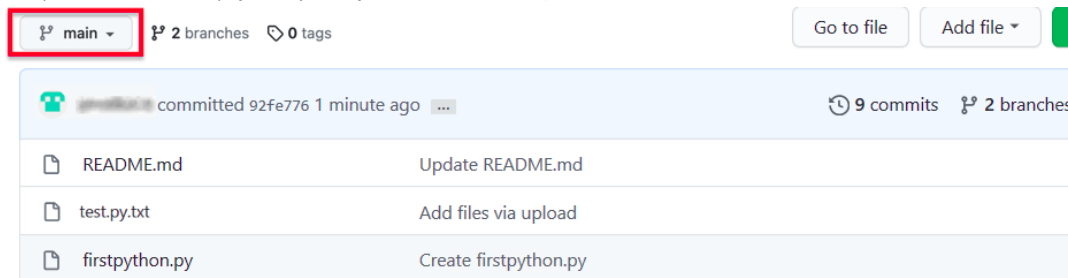 main 2 branches 0 tags Go to file Add file
committed 92fe776 1 minute ago ... 9 commits 2 branches
README.md Update README.md
test.py.txt Add files via upload
firstpython.py Create firstpython.py